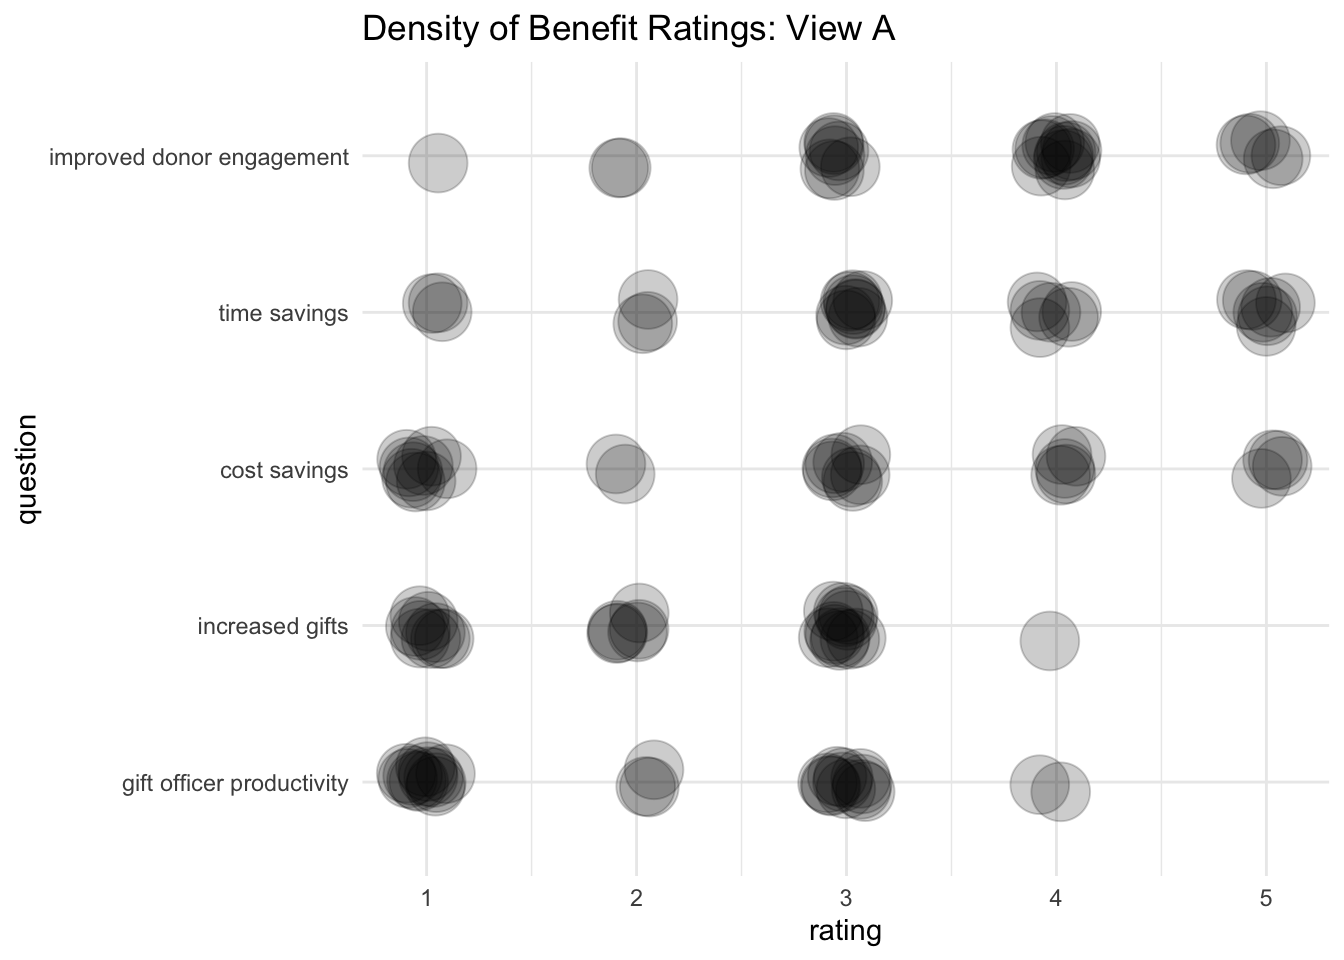 Density of Benefit Ratings: View A
improved donor engagement
time savings
cost savings
increased gifts
gift officer productivity
question
1 2 3 4 5
rating